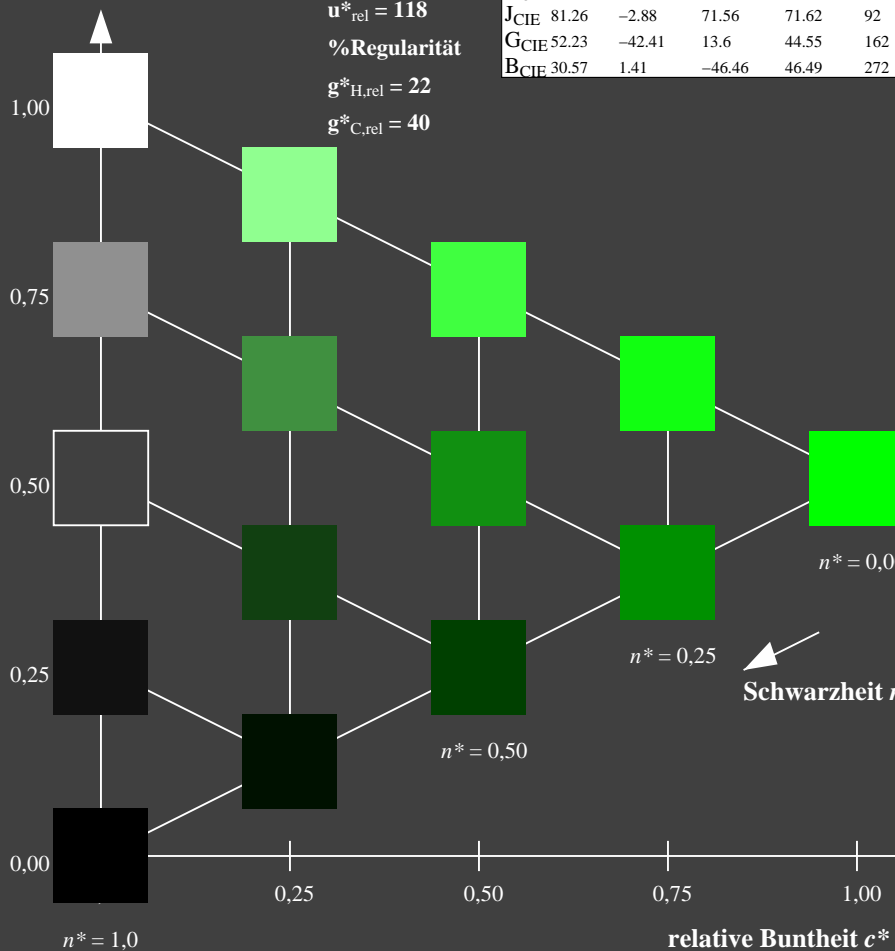 u*rel = 118
%Regularität
g*H,rel = 22
g*C,rel = 40
JCIE 81.26 −2.88 71.56 71.62 92
GCIE 52.23 −42.41 13.6 44.55 162
BCIE 30.57 1.41 −46.46 46.49 272
1,00
0,75
0,50
n* = 0,0
0,25
n* = 0,25
Schwarzheit n
n* = 0,50
0,00
0,25 0,50 0,75 1,00
n* = 1,0
relative Buntheit c*